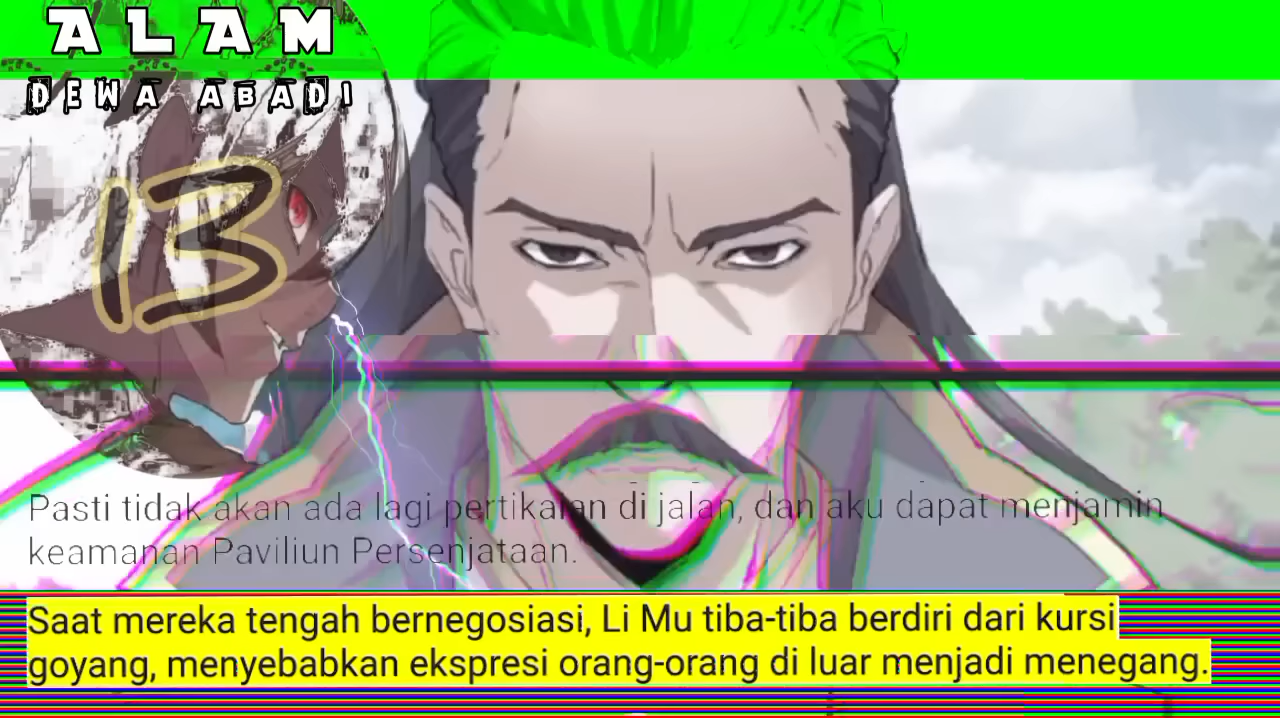 ALAM
DEWA ABADI
13
Pasti tidak akan ada lagi pertikaian di jalan, dan aku dapat menjamin
keamanan Paviliun Persenjataan.
Saat mereka tengah bernegosiasi, Li Mu tiba-tiba berdiri dari kursi
goyang, menyebabkan ekspresi orang-orang di luar menjadi menegang.